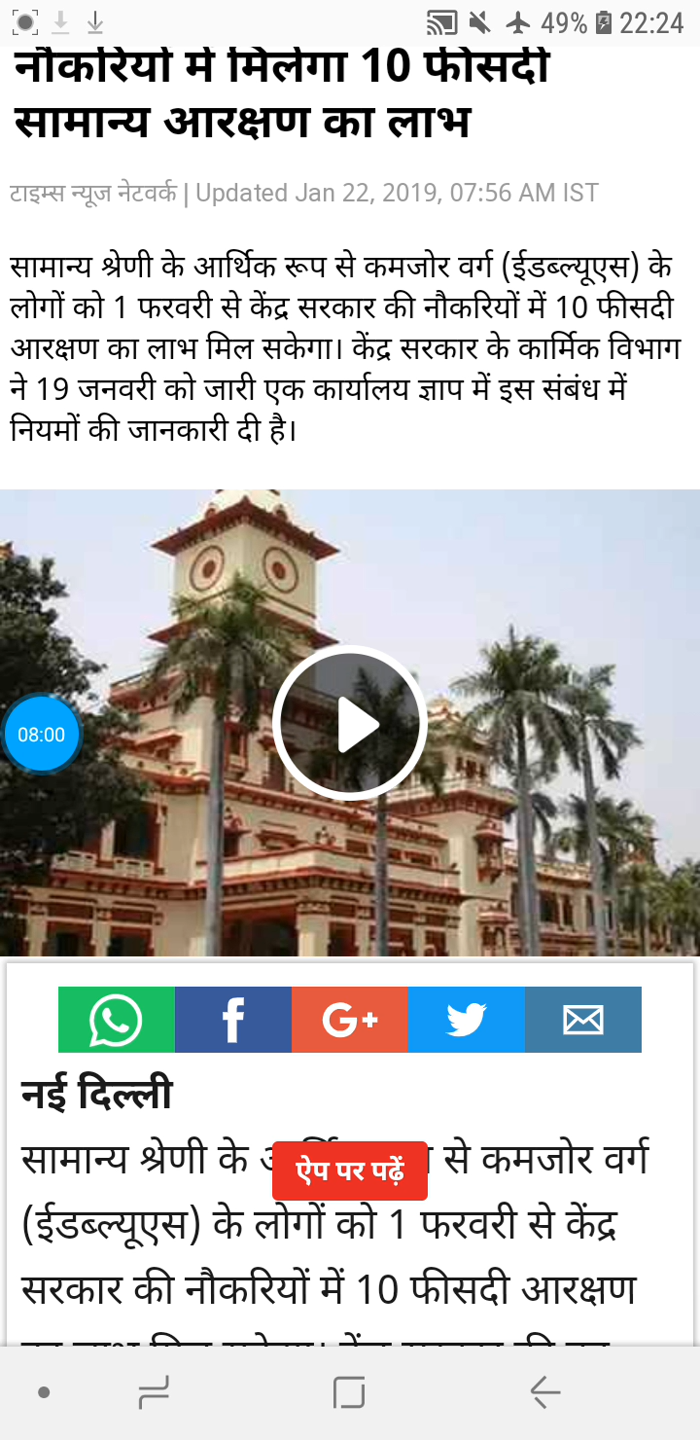 49% 22:24
नौकरियों में मिलेगा 10 फीसदी
सामान्य आरक्षण का लाभ
टाइम्स न्यूज नेटवर्क | Updated Jan 22, 2019, 07:56 AM IST
सामान्य श्रेणी के आर्थिक रूप से कमजोर वर्ग (ईडब्ल्यूएस) के
लोगों को 1 फरवरी से केंद्र सरकार की नौकरियों में 10 फीसदी
आरक्षण का लाभ मिल सकेगा। केंद्र सरकार के कार्मिक विभाग
ने 19 जनवरी को जारी एक कार्यालय ज्ञाप में इस संबंध में
नियमों की जानकारी दी है।
08:00
f G+
नई दिल्ली
सामान्य श्रेणी के से कमजोर वर्ग
ऐप पर पढ़ें
(ईडब्ल्यूएस) के लोगों को 1 फरवरी से केंद्र
सरकार की नौकरियों में 10 फीसदी आरक्षण